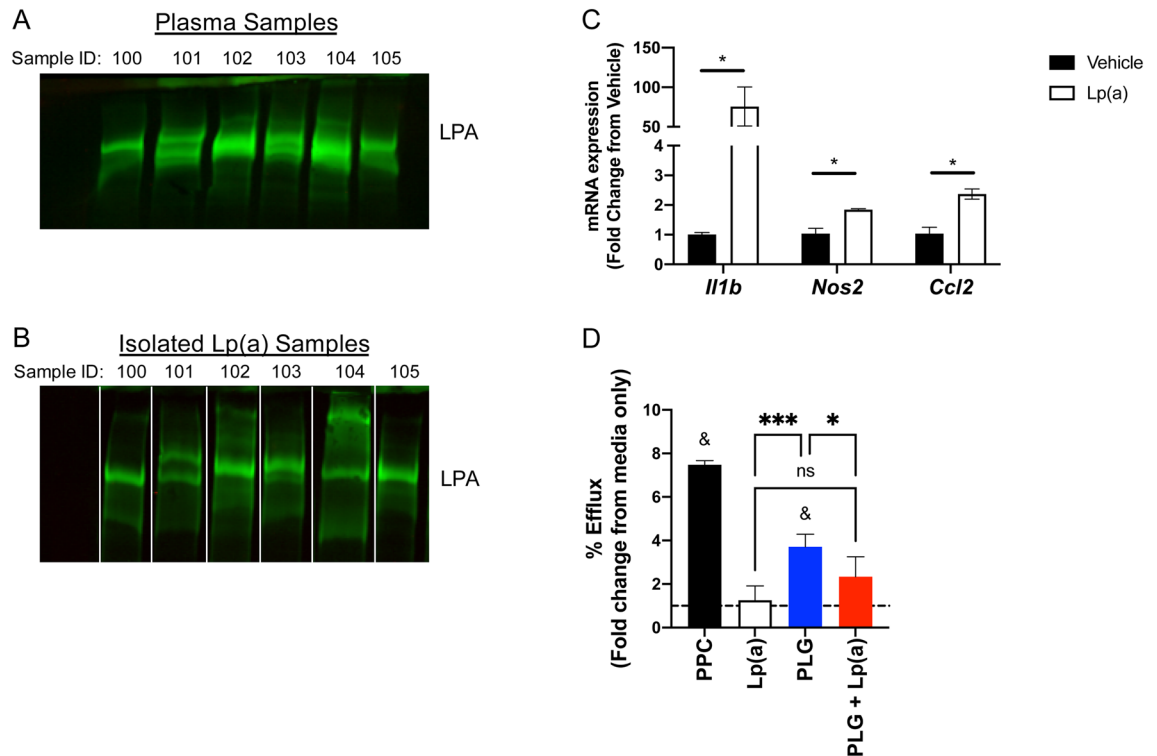 A
Plasma Samples
Sample ID: 100 101 102 103 104 105
LPA
B
Isolated Lp(a) Samples
Sample ID: 100 101 102 103 104 105
LPA
C
mRNA expression
(Fold Change from Vehicle)
150
100
50
4
3
2
1
0
*
*
*
Il1b Nos2 Ccl2
Vehicle
Lp(a)
D
% Efflux
(Fold change from media only)
10
8
6
4
2
0
&
***
*
ns
&
PPC
Lp(a)
PLG
PLG + Lp(a)